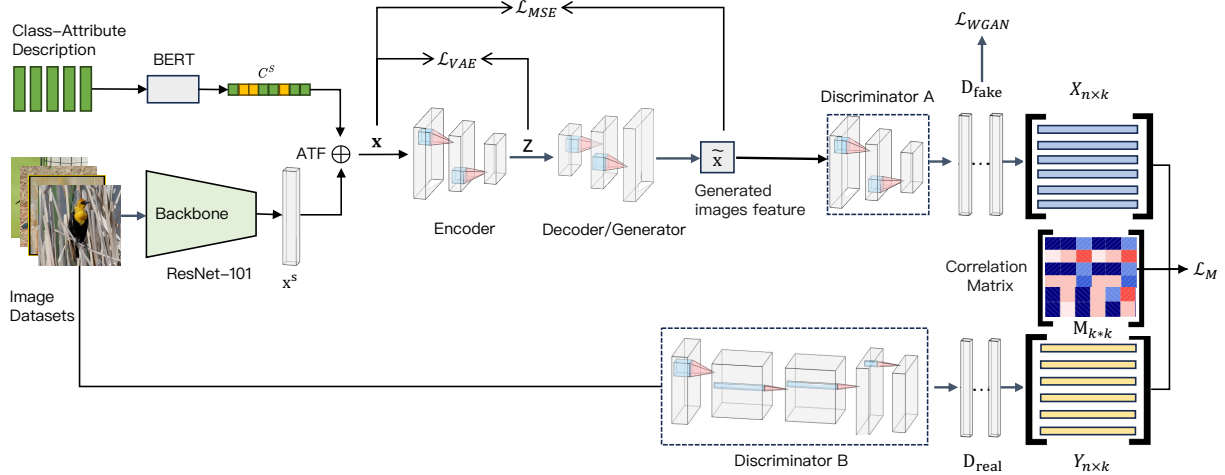 Class-Attribute
Description
BERT
C^S
ATF
x
ℒ_MSE
ℒ_VAE
z
x̃
Generated
images feature
Encoder
Decoder/Generator
Backbone
ResNet-101
x^s
Image
Datasets
Discriminator A
ℒ_WGAN
D_fake
...
X_{n×k}
Correlation
Matrix
M_{k*k}
ℒ_M
Discriminator B
...
D_real
Y_{n×k}